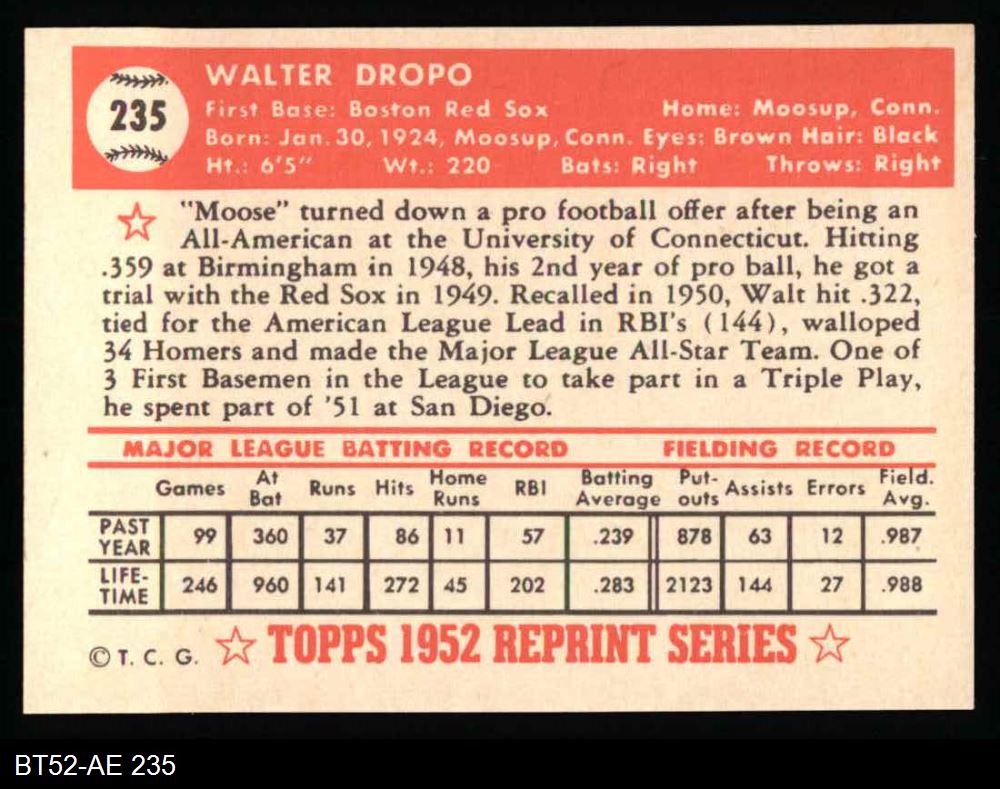 235
WALTER DROPO
First Base: Boston Red Sox Home: Moosup, Conn.
Born: Jan. 30, 1924, Moosup, Conn. Eyes: Brown Hair: Black
Ht.: 6'5" Wt.: 220 Bats: Right Throws: Right
"Moose" turned down a pro football offer after being an
All-American at the University of Connecticut. Hitting
.359 at Birmingham in 1948, his 2nd year of pro ball, he got a
trial with the Red Sox in 1949. Recalled in 1950, Walt hit .322,
tied for the American League Lead in RBI's (144), walloped
34 Homers and made the Major League All-Star Team. One of
3 First Basemen in the League to take part in a Triple Play,
he spent part of '51 at San Diego.
MAJOR LEAGUE BATTING RECORD FIELDING RECORD
Games At Bat Runs Hits Home Runs RBI Batting Average Put-outs Assists Errors Field. Avg.
PAST YEAR 99 360 37 86 11 57 .239 878 63 12 .987
LIFE-TIME 246 960 141 272 45 202 .283 2123 144 27 .988
© T. C. G. ☆ TOPPS 1952 REPRINT SERIES ☆
BT52-AE 235